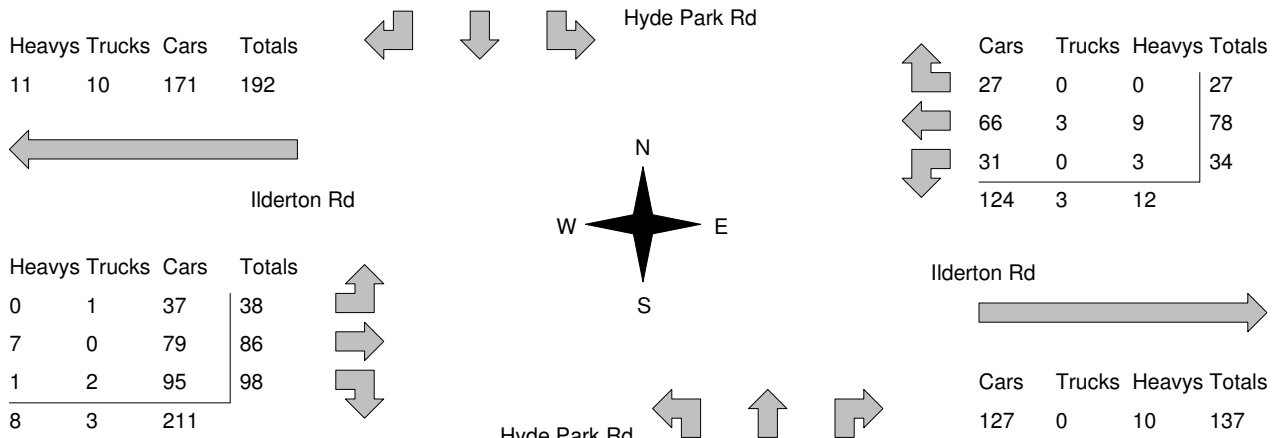 Hyde Park Rd
Heavys Trucks Cars Totals
11 10 171 192
Cars Trucks Heavys Totals
27 0 0 27
66 3 9 78
31 0 3 34
124 3 12
N
W E
S
Ilderton Rd
Heavys Trucks Cars Totals
0 1 37 38
7 0 79 86
1 2 95 98
8 3 211
Ilderton Rd
Cars Trucks Heavys Totals
127 0 10 137
Hyde Park Rd